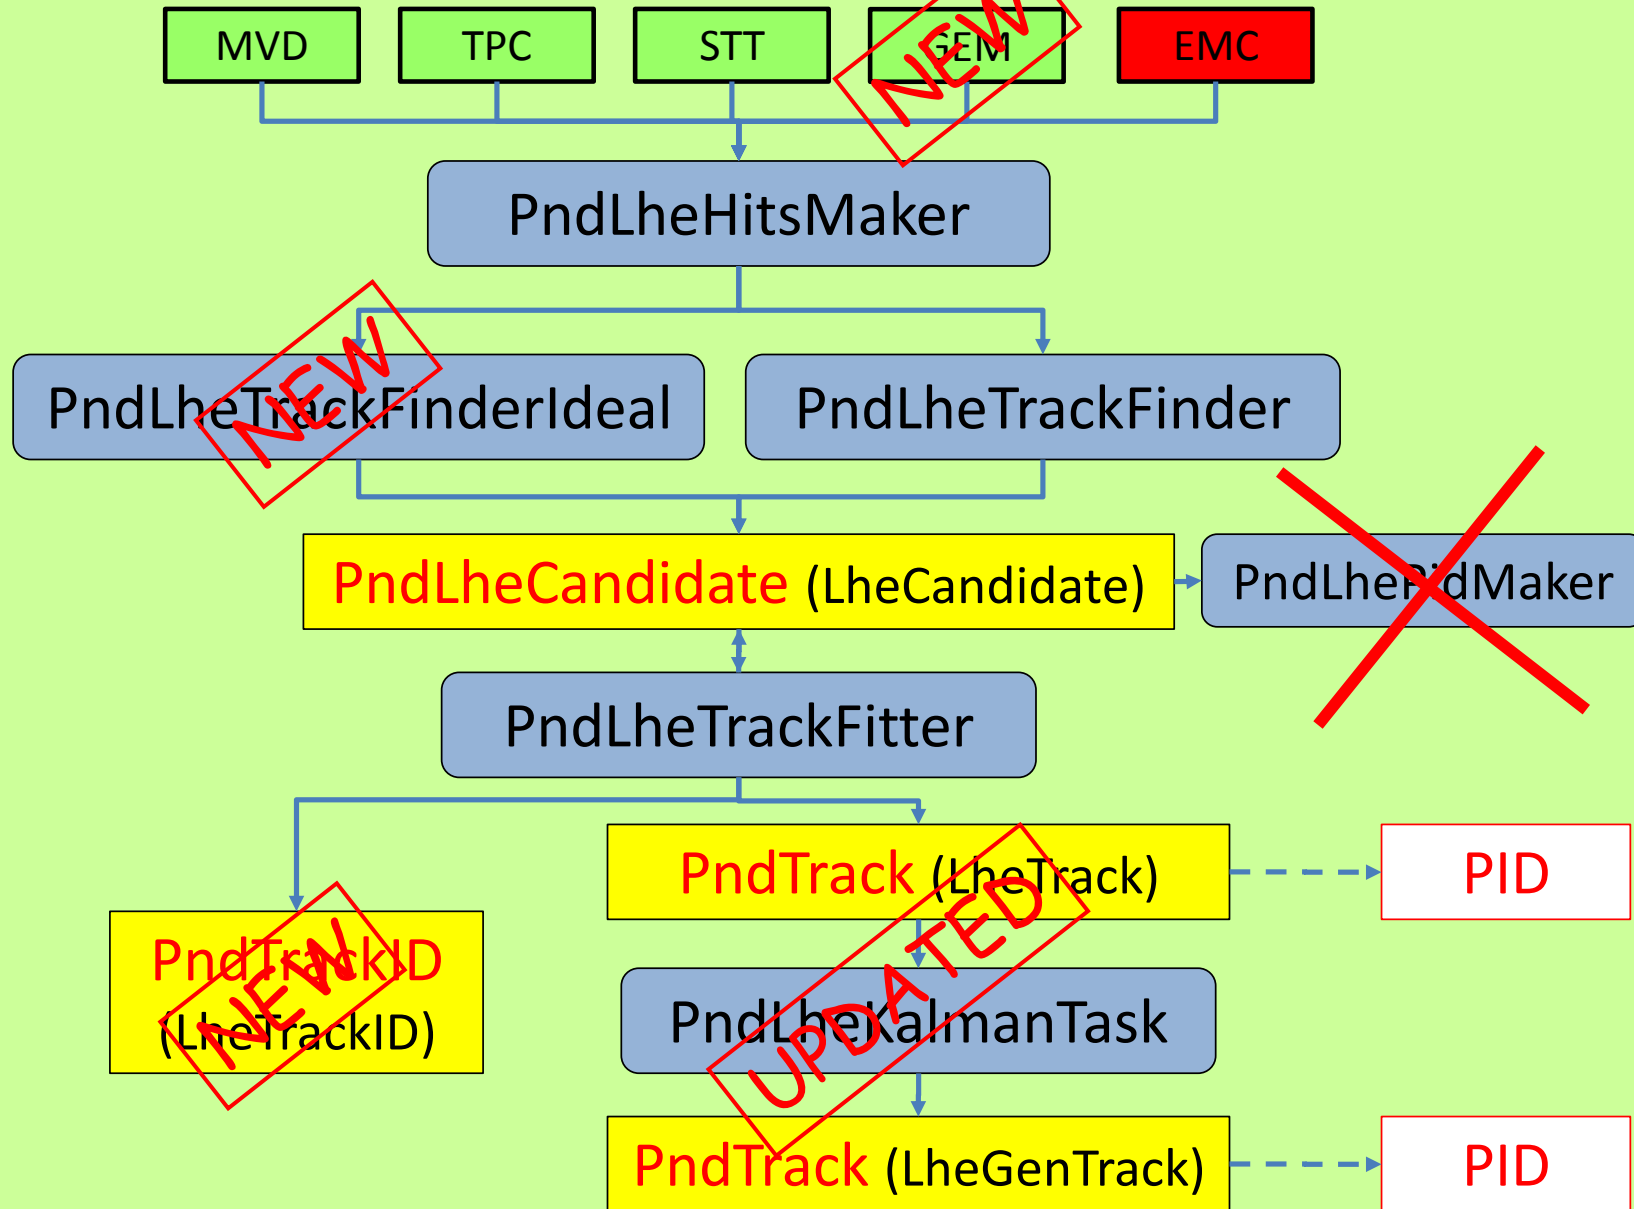 MVD
TPC
STT
GEM
NEW
EMC
PndLheHitsMaker
PndLheTrackFinderIdeal
NEW
PndLheTrackFinder
PndLheCandidate (LheCandidate)
PndLhePidMaker
PndLheTrackFitter
PndTrack (LheTrack)
PID
PndTrackID
(LheTrackID)
NEW
PndLheKalmanTask
UPDATED
PndTrack (LheGenTrack)
PID